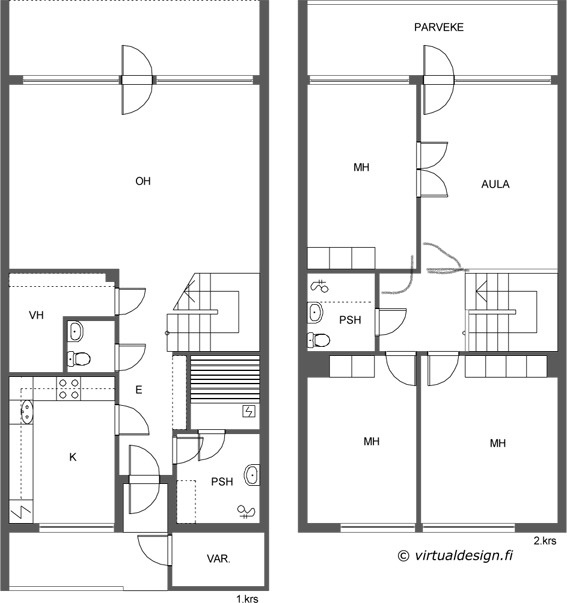 OH
VH
E
K
PSH
VAR.
1.krs
PARVEKE
MH
AULA
PSH
MH
MH
2.krs
© virtualdesign.fi